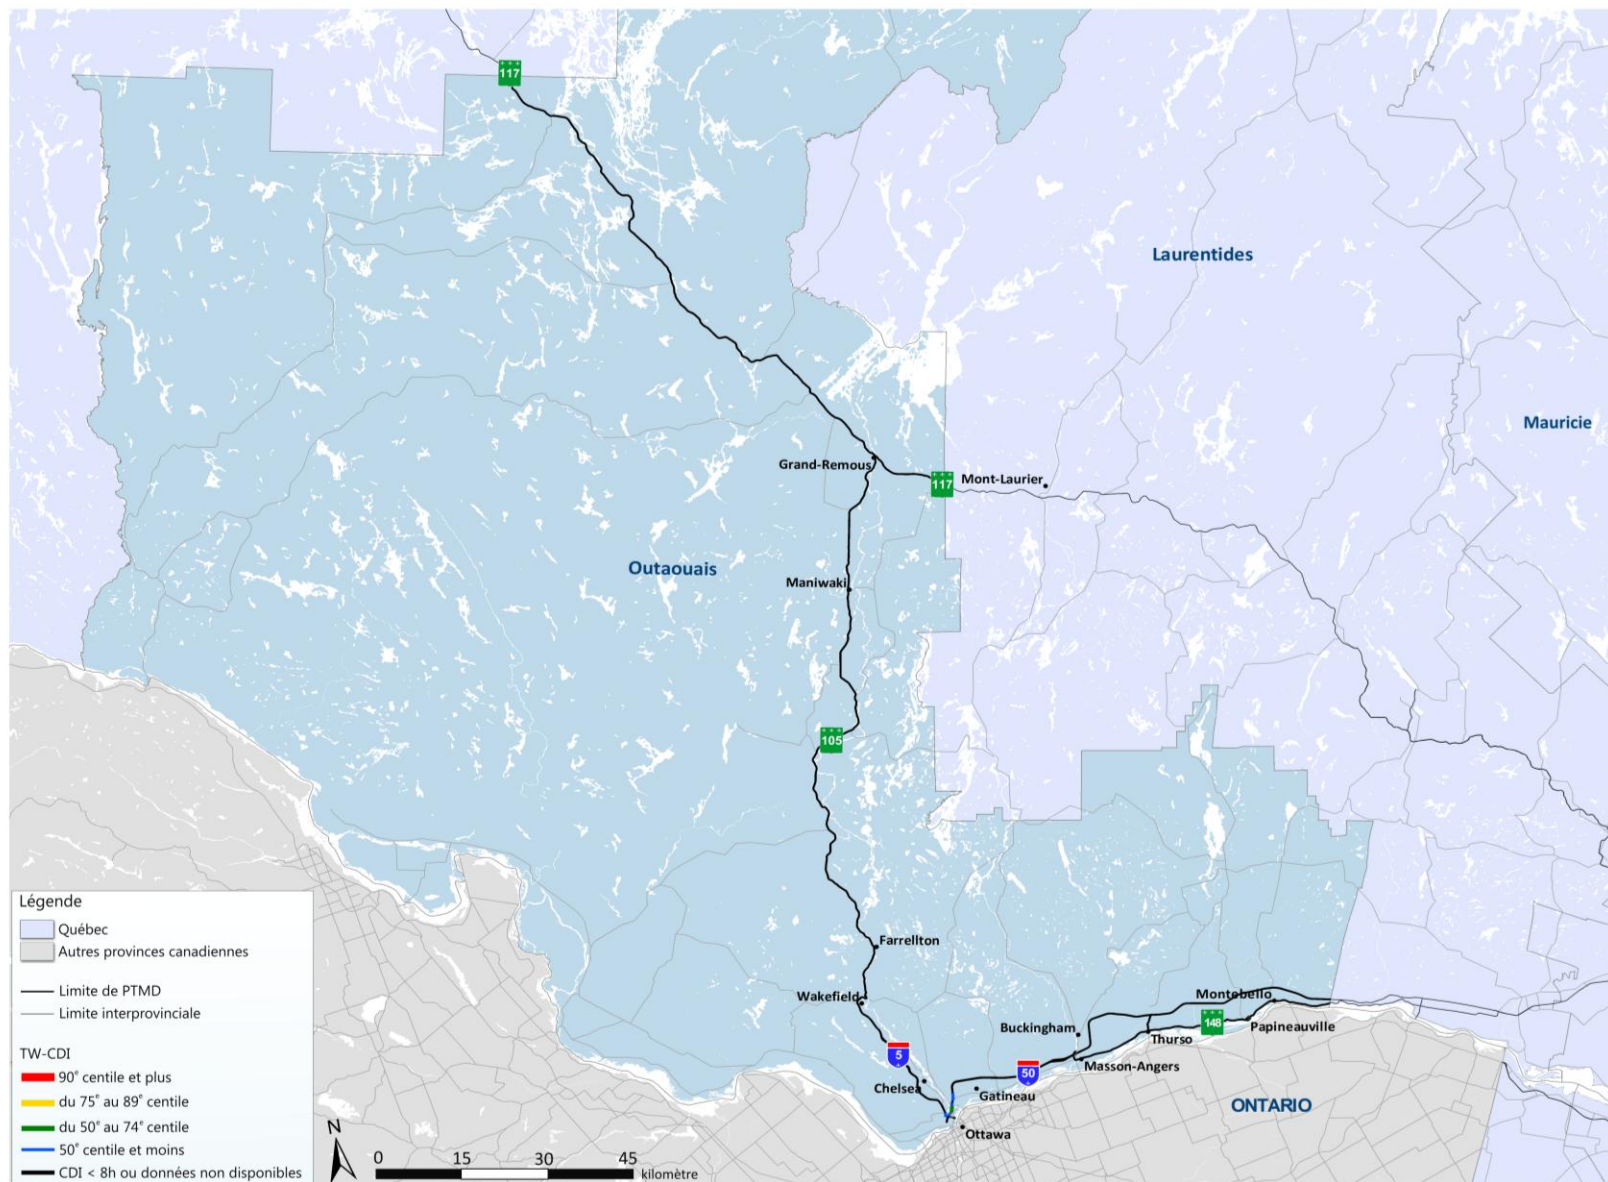 117
Laurentides
Mauricie
Grand-Remous
117
Mont-Laurier
Outaouais
Maniwaki
105
Farrellton
Wakefield
Montebello
Buckingham
148
Papineauville
Thurso
5
50
Masson-Angers
Chelsea
Gatineau
ONTARIO
Ottawa
Légende
Québec
Autres provinces canadiennes
Limite de PTMD
Limite interprovinciale
TW-CDI
90e centile et plus
du 75e au 89e centile
du 50e au 74e centile
50e centile et moins
CDI < 8h ou données non disponibles
N
0 15 30 45
kilomètre